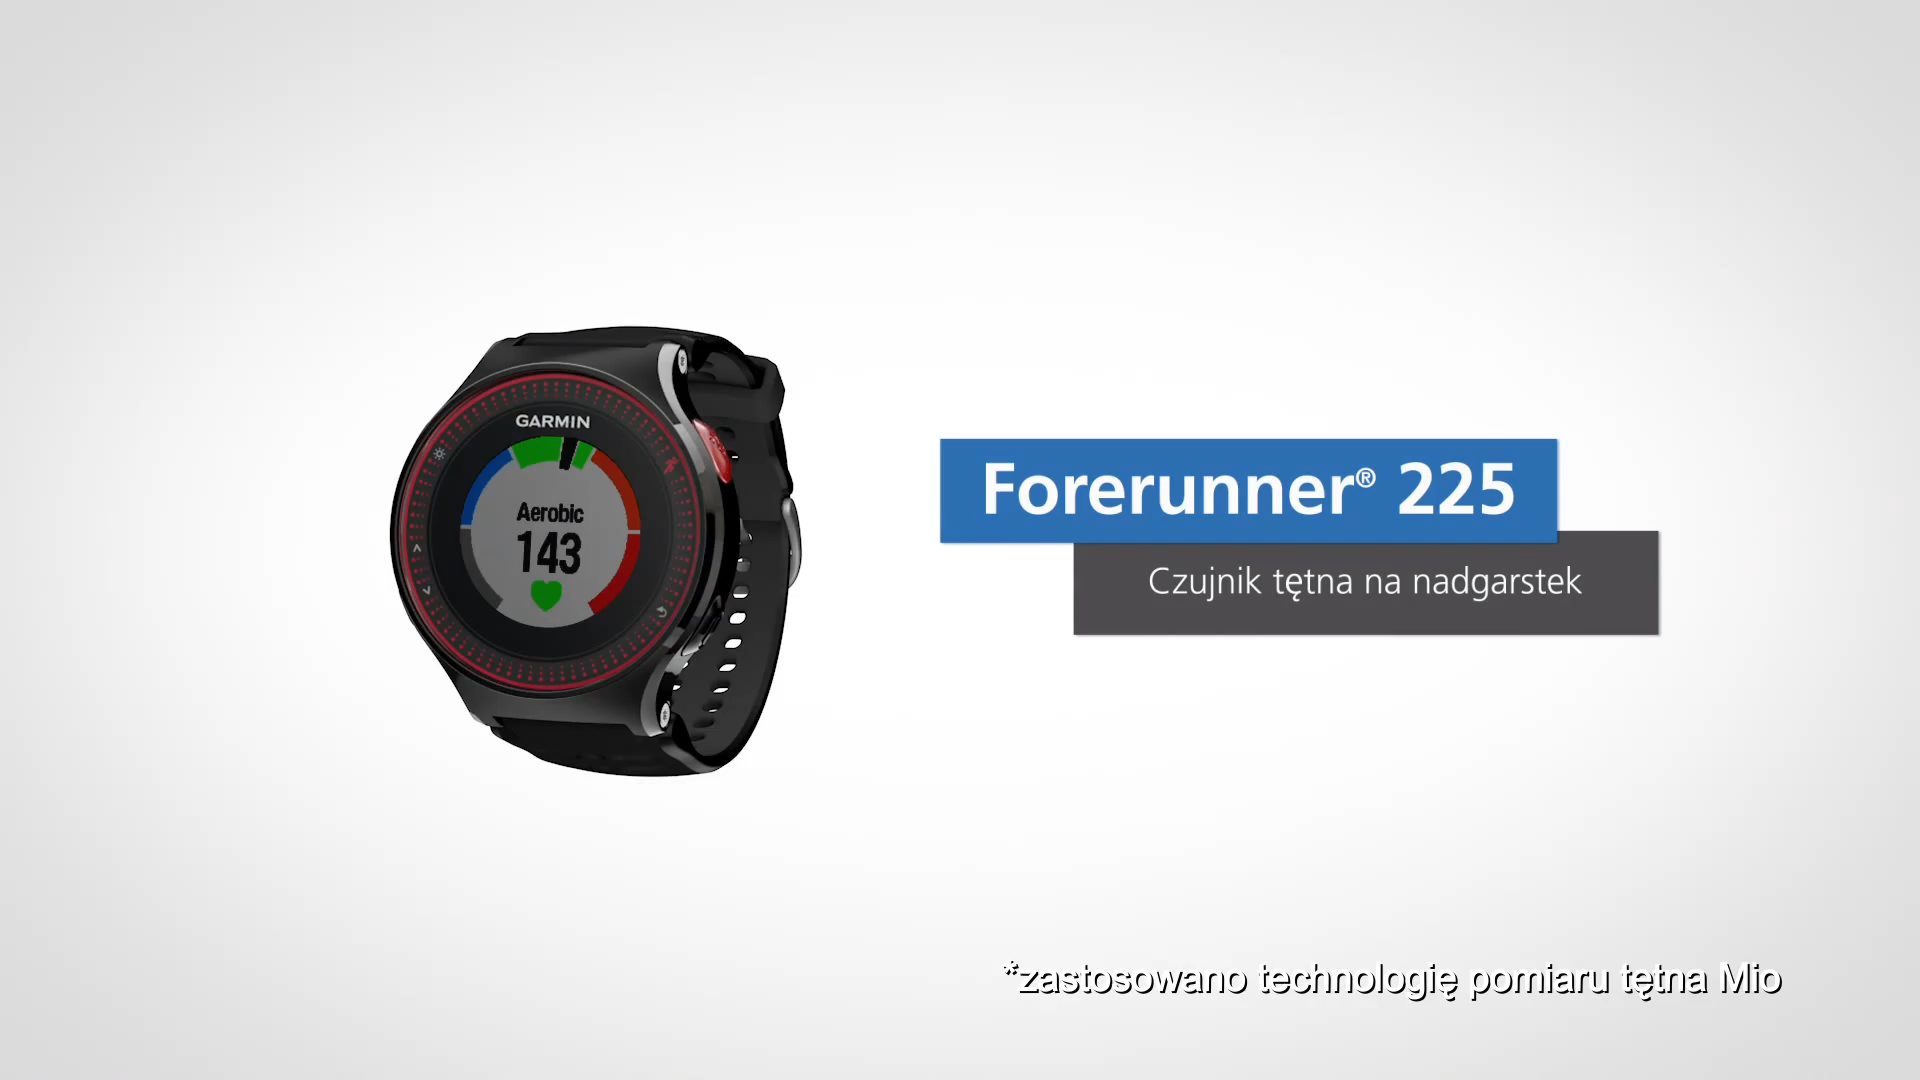 GARMIN
Aerobic
143
Forerunner® 225
Czujnik tętna na nadgarstek
*zastosowano technologię pomiaru tętna Mio